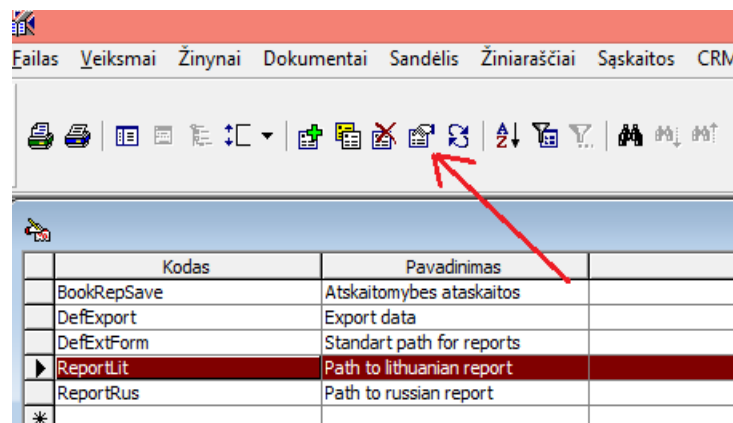 Failas Veiksmai Žinynai Dokumentai Sandėlis Žiniaraščiai Sąskaitos CRM
Kodas Pavadinimas
BookRepSave Atskaitomybes ataskaitos
DefExport Export data
DefExtForm Standart path for reports
ReportLit Path to lithuanian report
ReportRus Path to russian report